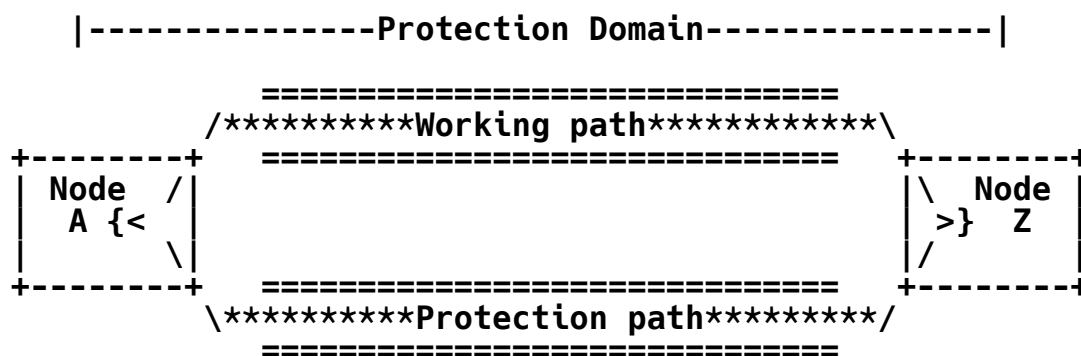 |---------------Protection Domain---------------|
==============================
/**********Working path************\
+--------+ ============================== +--------+
| Node /| |\ Node |
| A {< | | >} Z |
| \| |/ |
+--------+ ============================== +--------+
\**********Protection path*********/
==============================